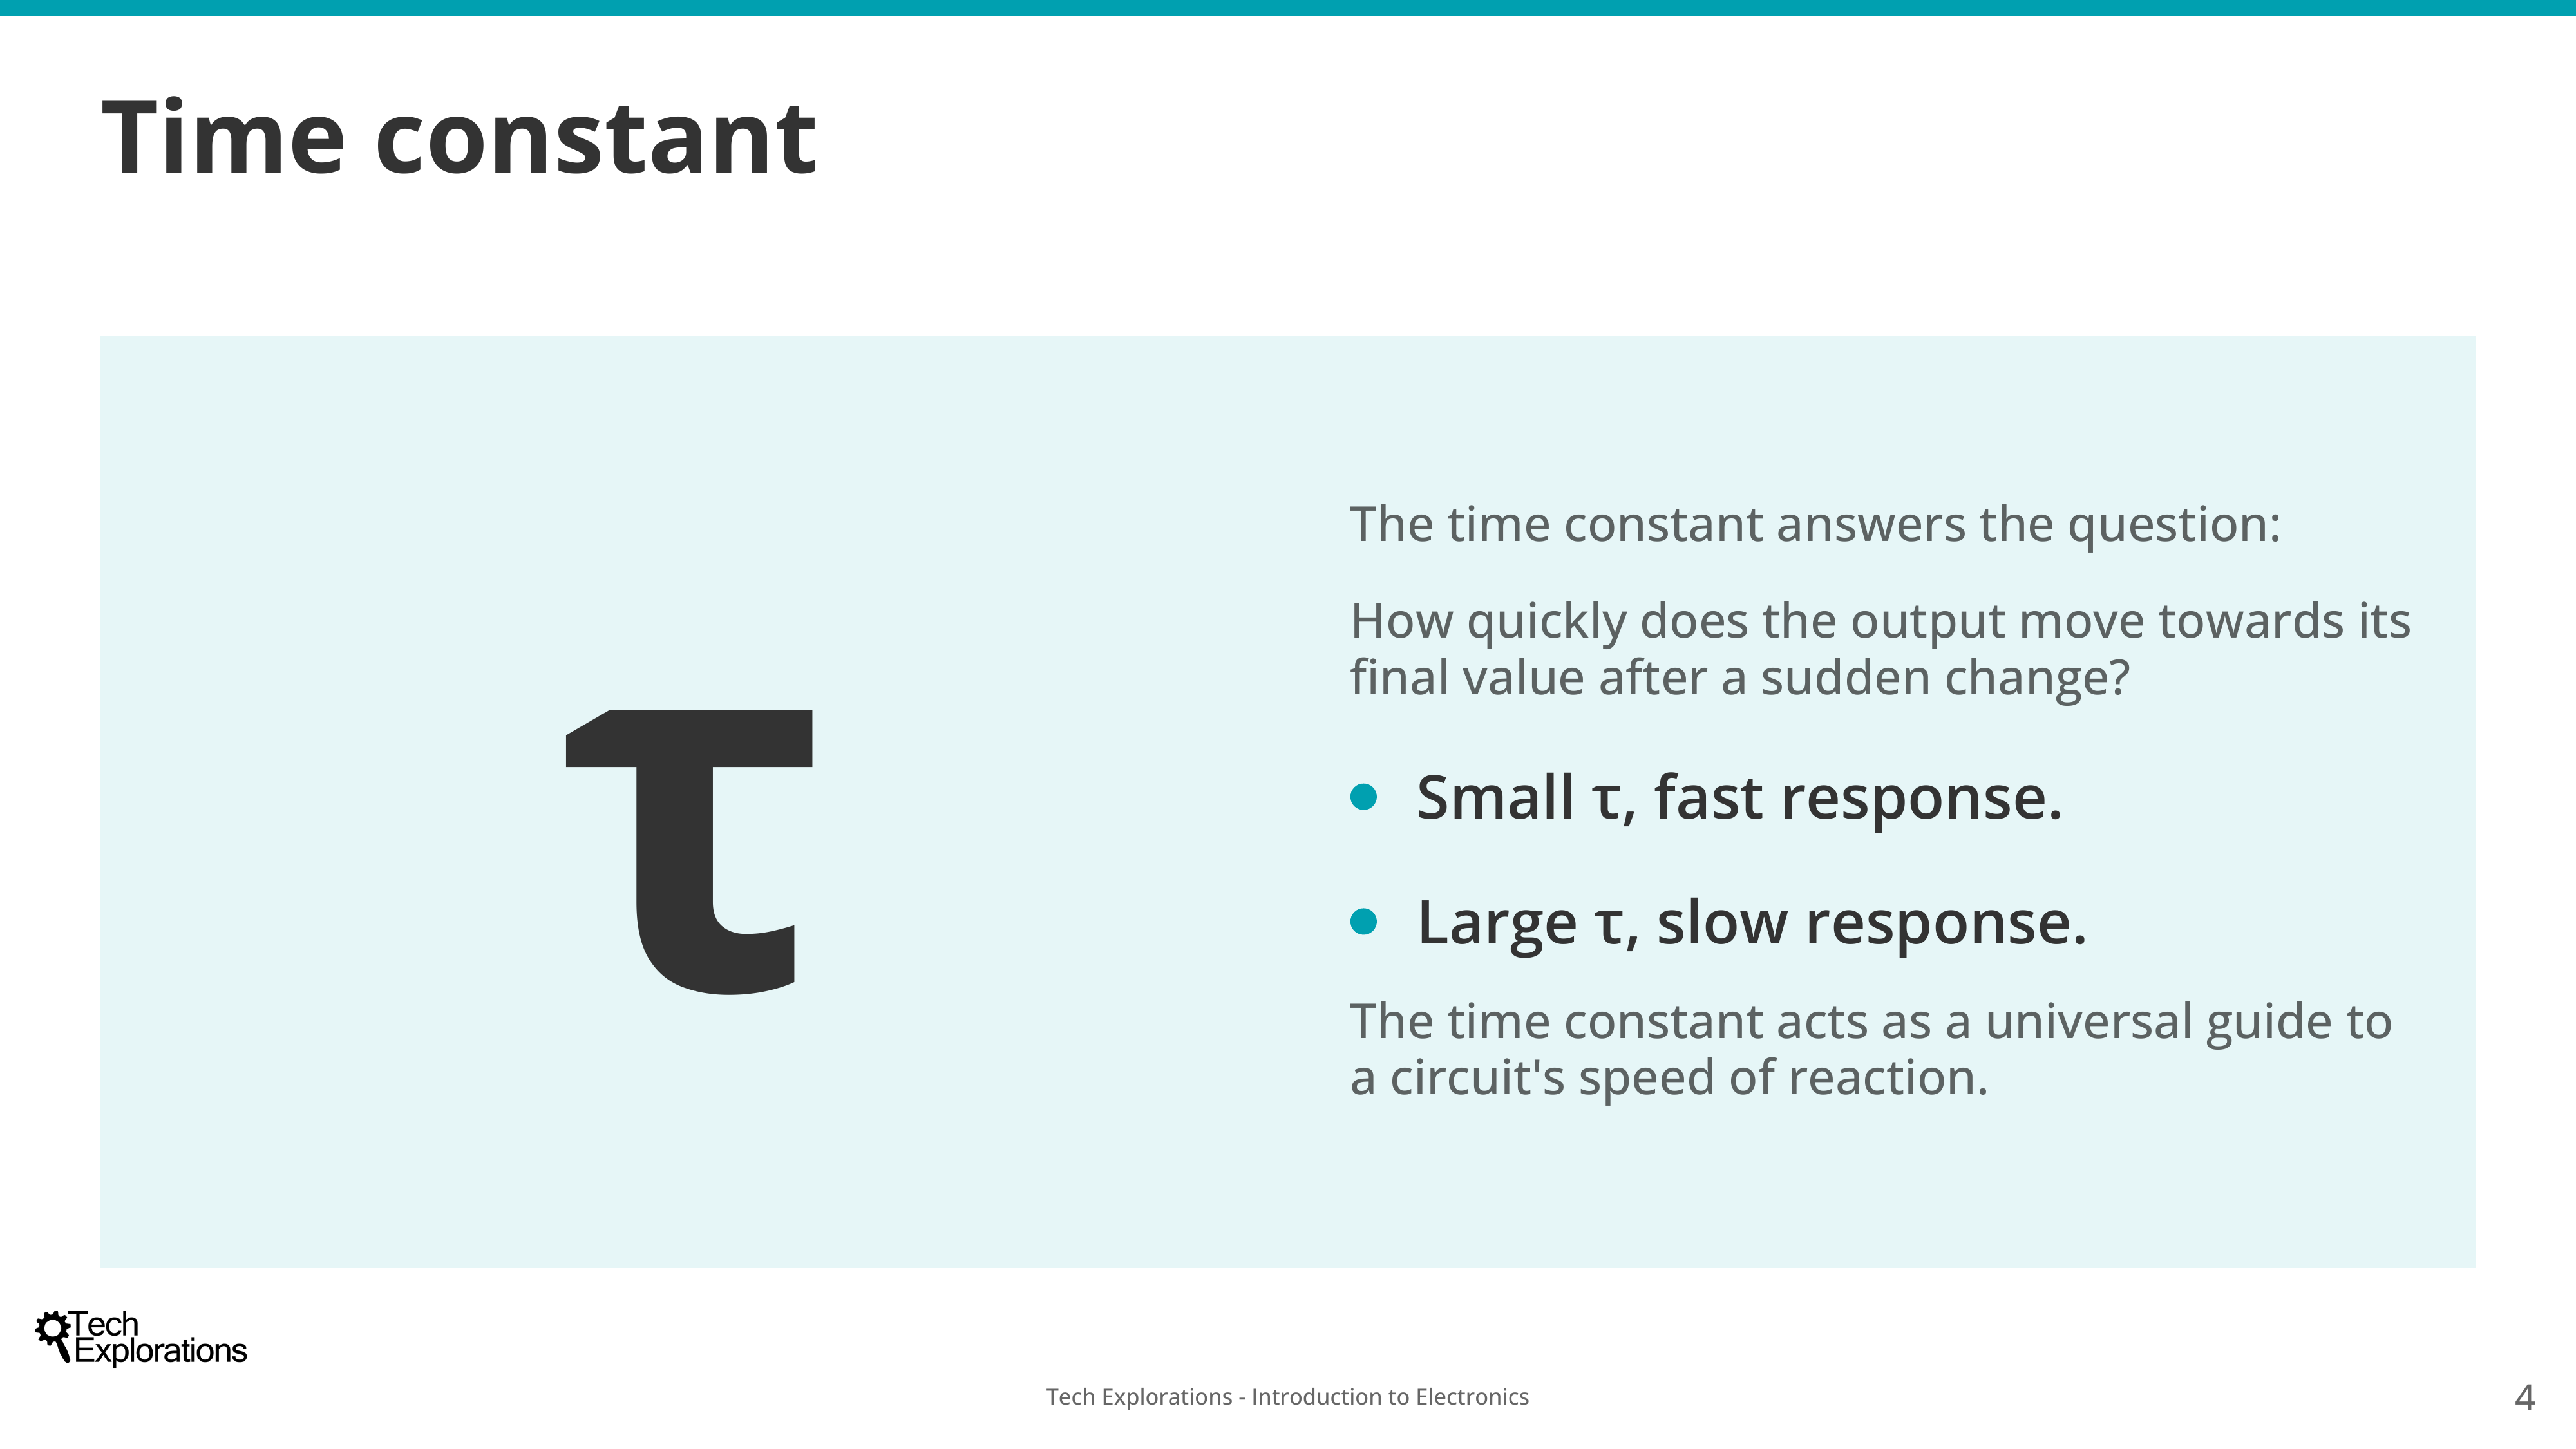 Time constant
τ
The time constant answers the question:
How quickly does the output move towards its
final value after a sudden change?
Small τ, fast response.
Large τ, slow response.
The time constant acts as a universal guide to
a circuit's speed of reaction.
Tech
Explorations
Tech Explorations - Introduction to Electronics
4